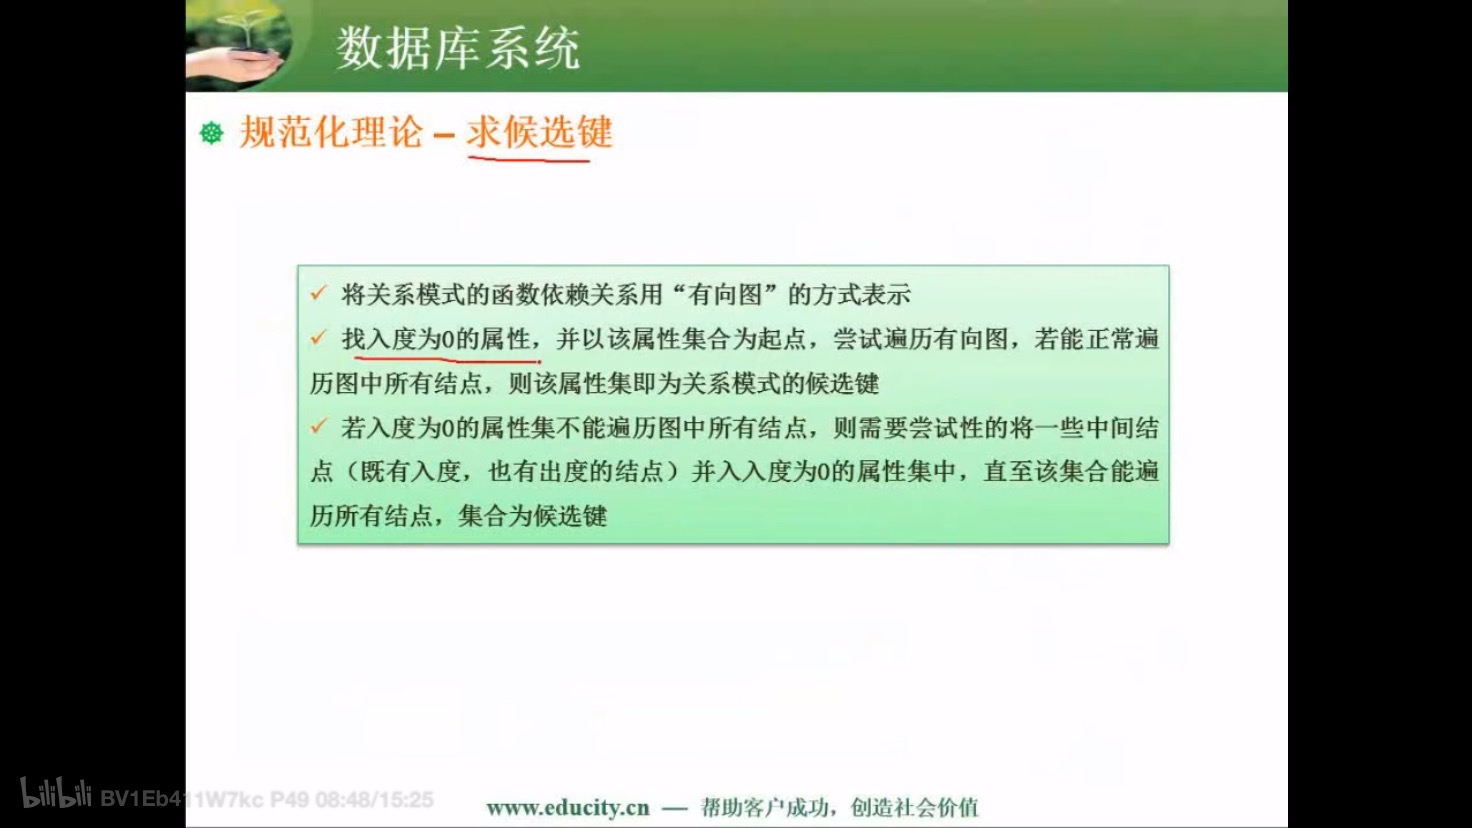 数据库系统
规范化理论 – 求候选键
✓ 将关系模式的函数依赖关系用“有向图”的方式表示
✓ 找入度为0的属性，并以该属性集合为起点，尝试遍历有向图，若能正常遍
历图中所有结点，则该属性集即为关系模式的候选键
✓ 若入度为0的属性集不能遍历图中所有结点，则需要尝试性的将一些中间结
点（既有入度，也有出度的结点）并入入度为0的属性集中，直至该集合能遍
历所有结点，集合为候选键
bilibili BV1Eb411W7kc P49 08:48/15:25
www.educity.cn — 帮助客户成功，创造社会价值